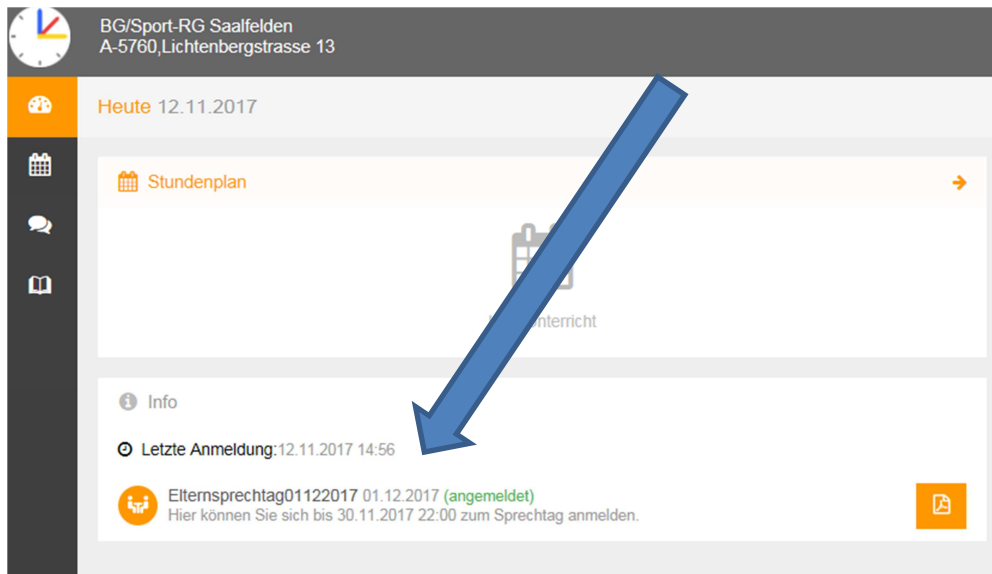 BG/Sport-RG Saalfelden
A-5760,Lichtenbergstrasse 13
Heute 12.11.2017
Stundenplan
Info
Letzte Anmeldung:12.11.2017 14:56
Elternsprechtag01122017 01.12.2017 (angemeldet)
Hier können Sie sich bis 30.11.2017 22:00 zum Sprechtag anmelden.